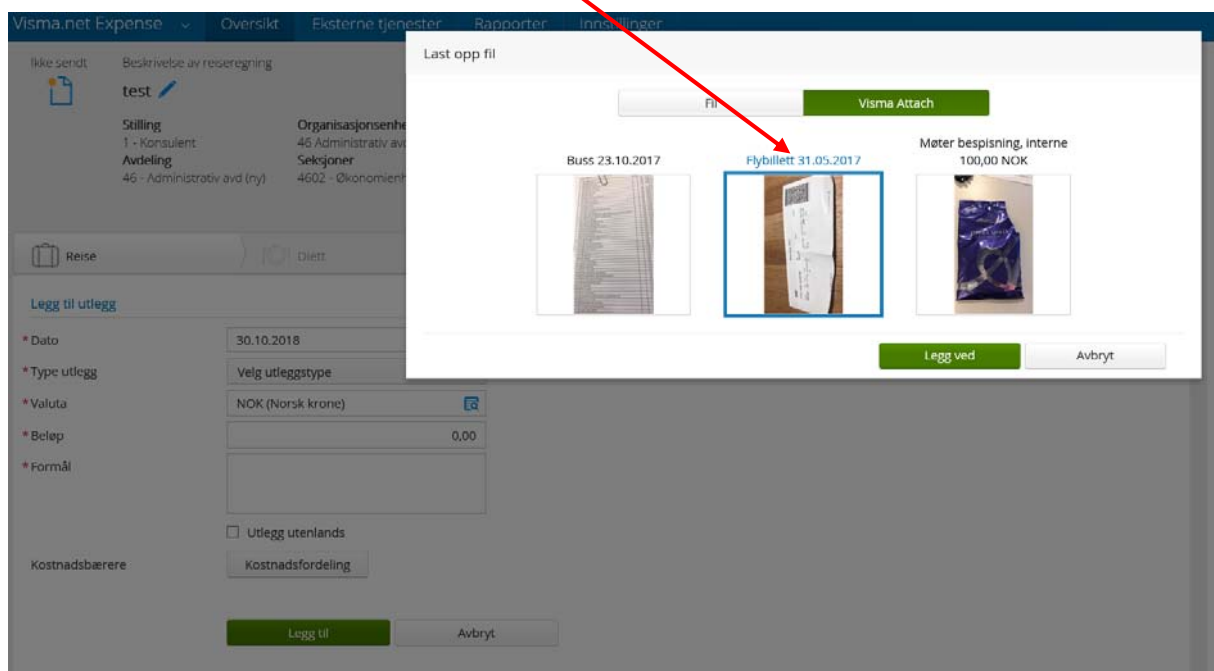 Visma.net Expense Oversikt Eksterne tjenester Rapporter Innstillinger
Ikke sendt Beskrivelse av reiseregning
test
Stilling Organisasjonsenhe
1 - Konsulent 46 Administrativ avd
Avdeling Seksjoner
46 - Administrativ avd (ny) 4602 - Økonomienh
Reise Diett
Legg til utlegg
* Dato 30.10.2018
* Type utlegg Velg utleggstype
* Valuta NOK (Norsk krone)
* Beløp 0,00
* Formål
Utlegg utenlands
Kostnadsbærere Kostnadsfordeling
Legg til Avbryt
Last opp fil
Fil Visma Attach
Buss 23.10.2017
Flybillett 31.05.2017
Møter bespisning, interne
100,00 NOK
Legg ved Avbryt